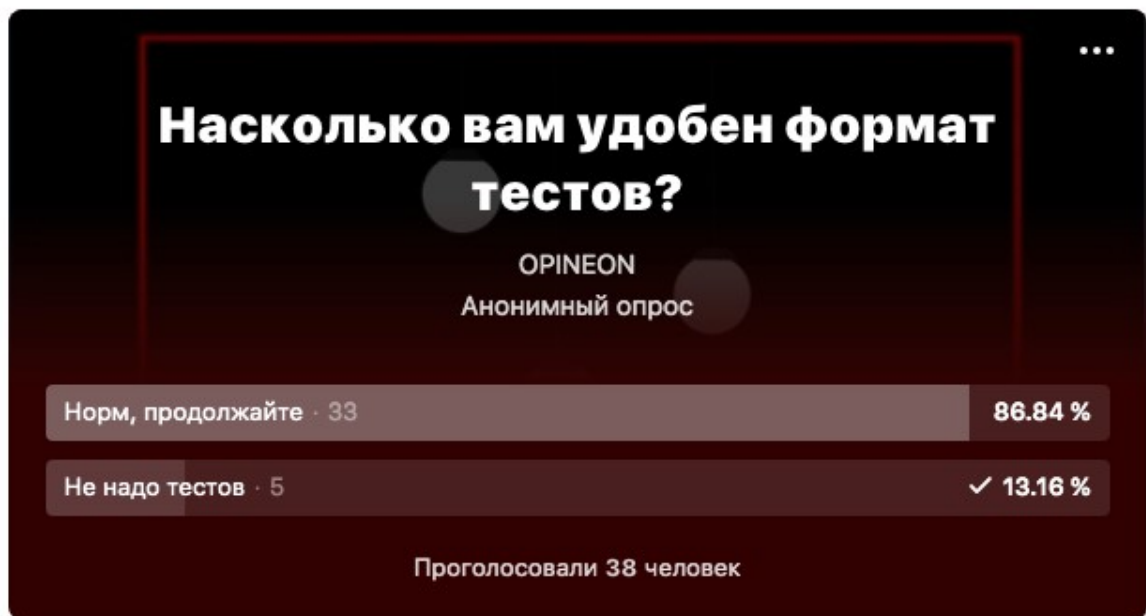 Насколько вам удобен формат
тестов?
OPINEON
Анонимный опрос
Норм, продолжайте · 33 86.84 %
Не надо тестов · 5 13.16 %
Проголосовали 38 человек